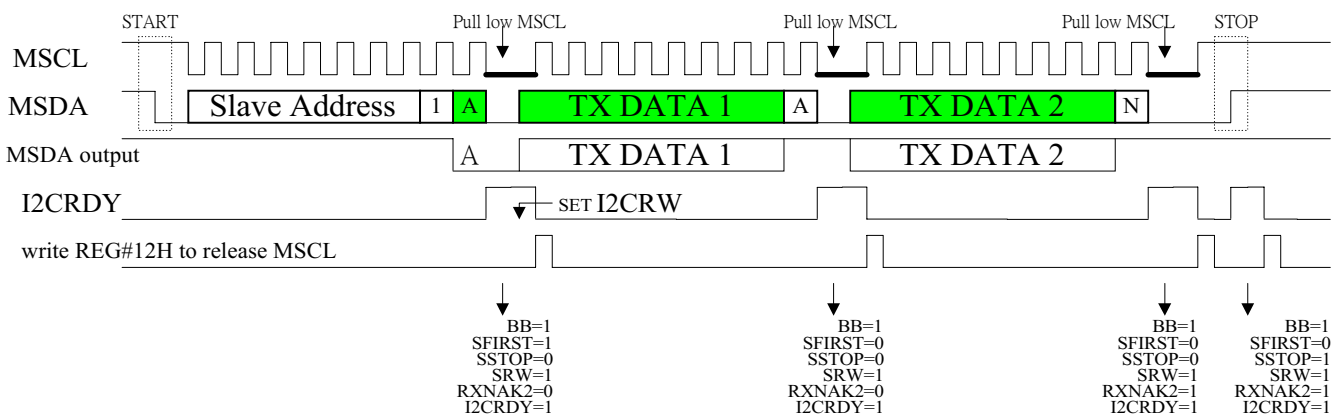 START Pull low MSCL Pull low MSCL Pull low MSCL STOP
MSCL
MSDA Slave Address 1 A TX DATA 1 A TX DATA 2 N
MSDA output A TX DATA 1 TX DATA 2
I2CRDY SET I2CRW
write REG#12H to release MSCL
BB=1 BB=1 BB=1 BB=1
SFIRST=1 SFIRST=0 SFIRST=0 SFIRST=0
SSTOP=0 SSTOP=0 SSTOP=0 SSTOP=1
SRW=1 SRW=1 SRW=1 SRW=1
RXNAK2=0 RXNAK2=0 RXNAK2=1 RXNAK2=1
I2CRDY=1 I2CRDY=1 I2CRDY=1 I2CRDY=1